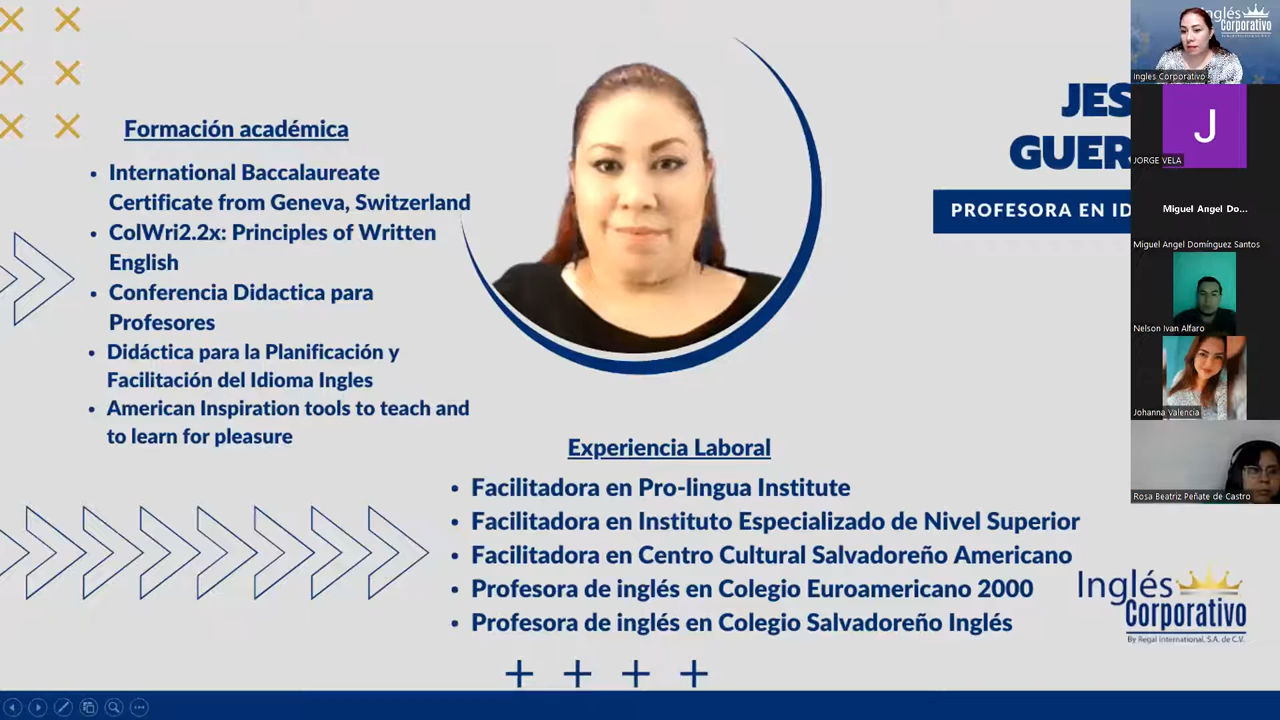 Formación académica
International Baccalaureate
Certificate from Geneva, Switzerland
ColWri2.2x: Principles of Written
English
Conferencia Didactica para
Profesores
Didáctica para la Planificación y
Facilitación del Idioma Ingles
American Inspiration tools to teach and
to learn for pleasure
JES
GUER
PROFESORA EN ID
Experiencia Laboral
Facilitadora en Pro-lingua Institute
Facilitadora en Instituto Especializado de Nivel Superior
Facilitadora en Centro Cultural Salvadoreño Americano
Profesora de inglés en Colegio Euroamericano 2000
Profesora de inglés en Colegio Salvadoreño Inglés
Inglés
Corporativo
By Regal International, S.A. de C.V.
Inglés
Corporativo
Ingles Corporativo
J
JORGE VELA
Miguel Angel Do...
Miguel Angel Domínguez Santos
Nelson Ivan Alfaro
Johanna Valencia
Rosa Beatriz Peñate de Castro